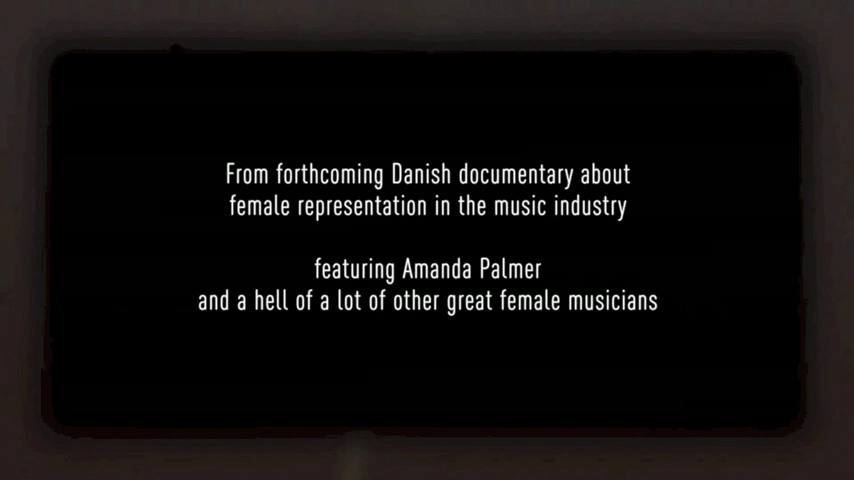 From forthcoming Danish documentary about
female representation in the music industry
featuring Amanda Palmer
and a hell of a lot of other great female musicians